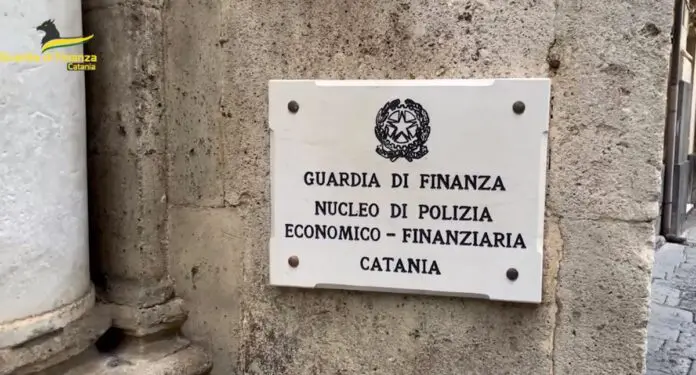 Guardia di Finanza
Catania
GUARDIA DI FINANZA
NUCLEO DI POLIZIA
ECONOMICO - FINANZIARIA
CATANIA